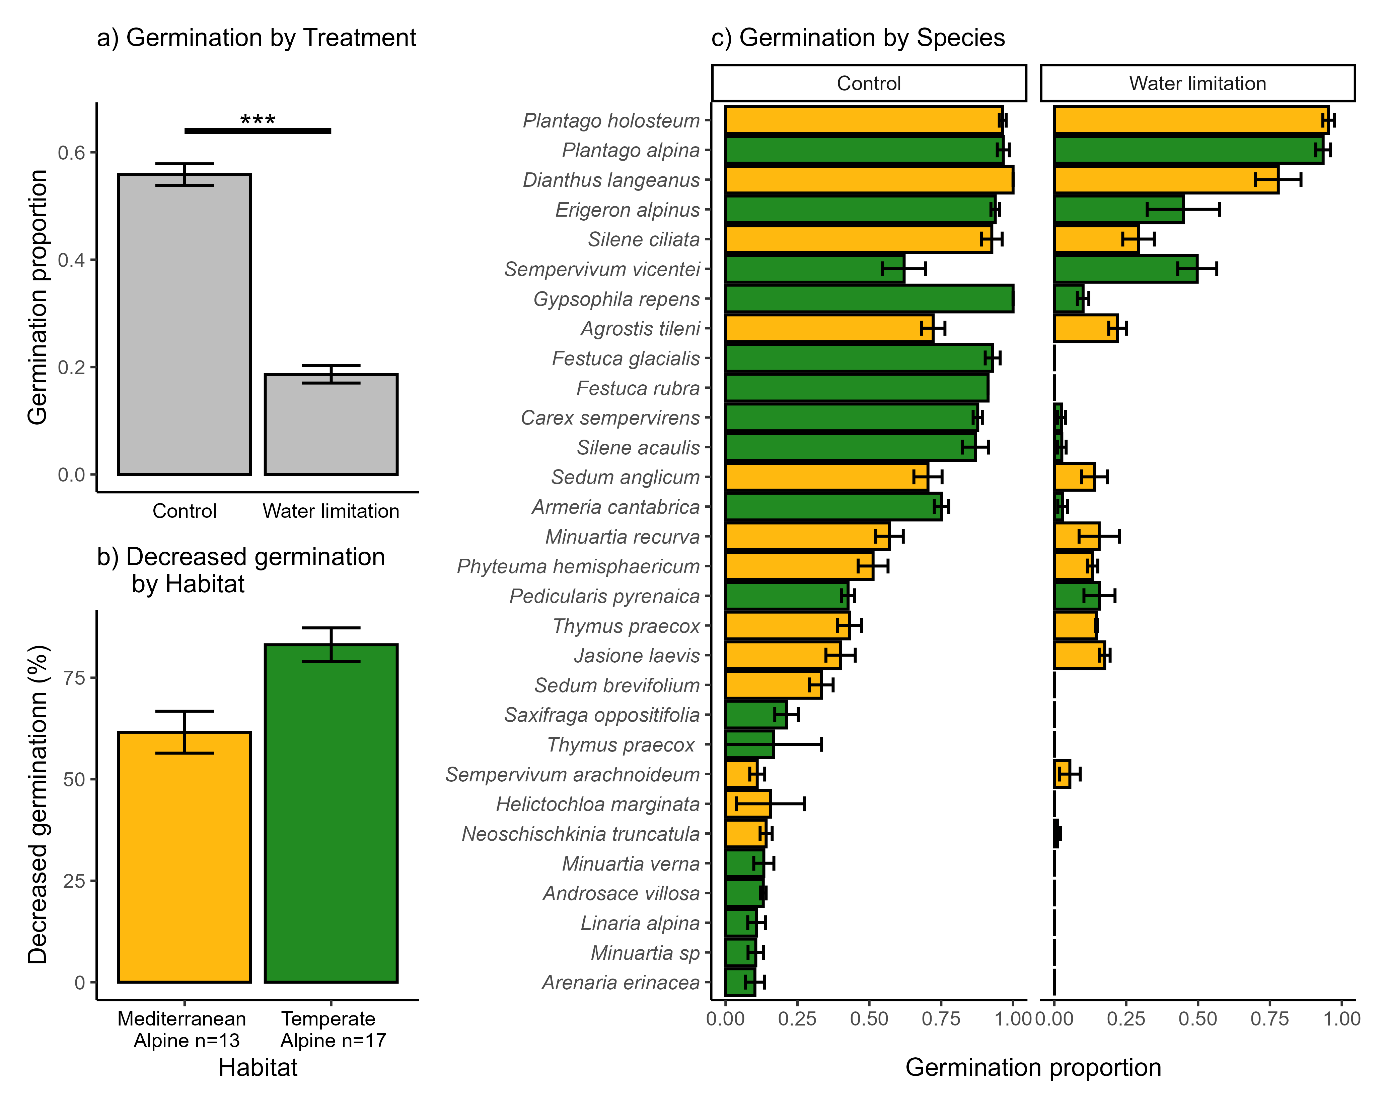 a) Germination by Treatment
***
Germination proportion
0.6
0.4
0.2
0.0
Control
Water limitation
b) Decreased germination
by Habitat
Decreased germinationn (%)
75
50
25
0
Mediterranean
Alpine n=13
Temperate
Alpine n=17
Habitat
c) Germination by Species
Control
Water limitation
Plantago holosteum
Plantago alpina
Dianthus langeanus
Erigeron alpinus
Silene ciliata
Sempervivum vicentei
Gypsophila repens
Agrostis tileni
Festuca glacialis
Festuca rubra
Carex sempervirens
Silene acaulis
Sedum anglicum
Armeria cantabrica
Minuartia recurva
Phyteuma hemisphaericum
Pedicularis pyrenaica
Thymus praecox
Jasione laevis
Sedum brevifolium
Saxifraga oppositifolia
Thymus praecox
Sempervivum arachnoideum
Helictochloa marginata
Neoschischkinia truncatula
Minuartia verna
Androsace villosa
Linaria alpina
Minuartia sp
Arenaria erinacea
0.00 0.25 0.50 0.75 1.00
0.00 0.25 0.50 0.75 1.00
Germination proportion